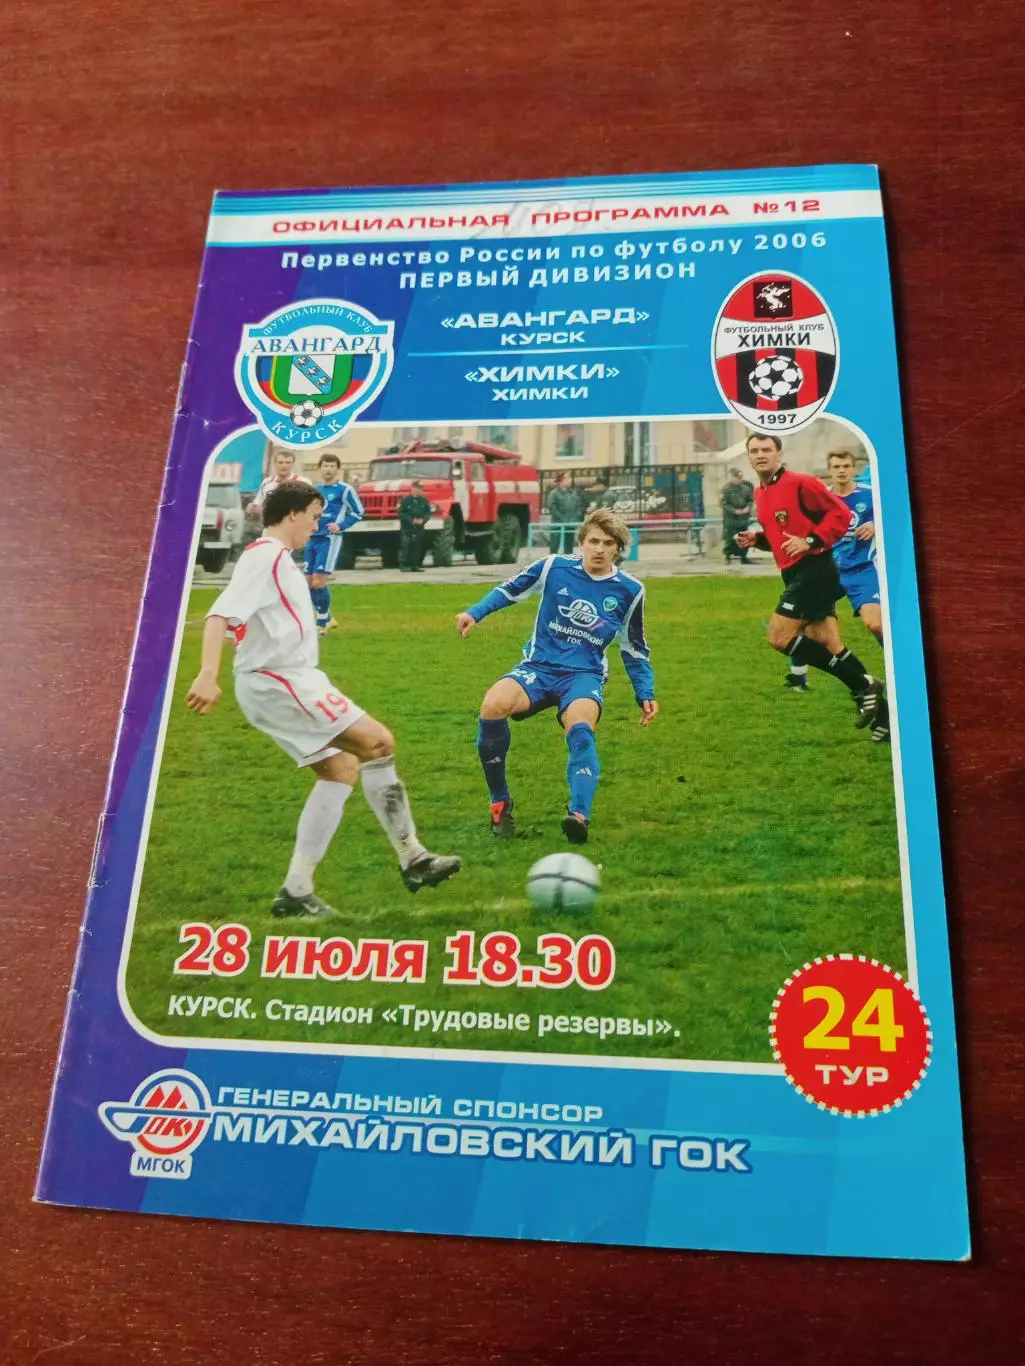 ОФИЦИАЛЬНАЯ ПРОГРАММА №12
Первенство России по футболу 2006
ПЕРВЫЙ ДИВИЗИОН
«АВАНГАРД»
КУРСК
«ХИМКИ»
ХИМКИ
ФУТБОЛЬНЫЙ КЛУБ
АВАНГАРД
КУРСК
ФУТБОЛЬНЫЙ КЛУБ
ХИМКИ
1997
19
МИХАЙЛОВСКИЙ
ГОК
24
28 июля 18.30
КУРСК. Стадион «Трудовые резервы».
24
ТУР
МГОК
ГЕНЕРАЛЬНЫЙ СПОНСОР
МИХАЙЛОВСКИЙ ГОК